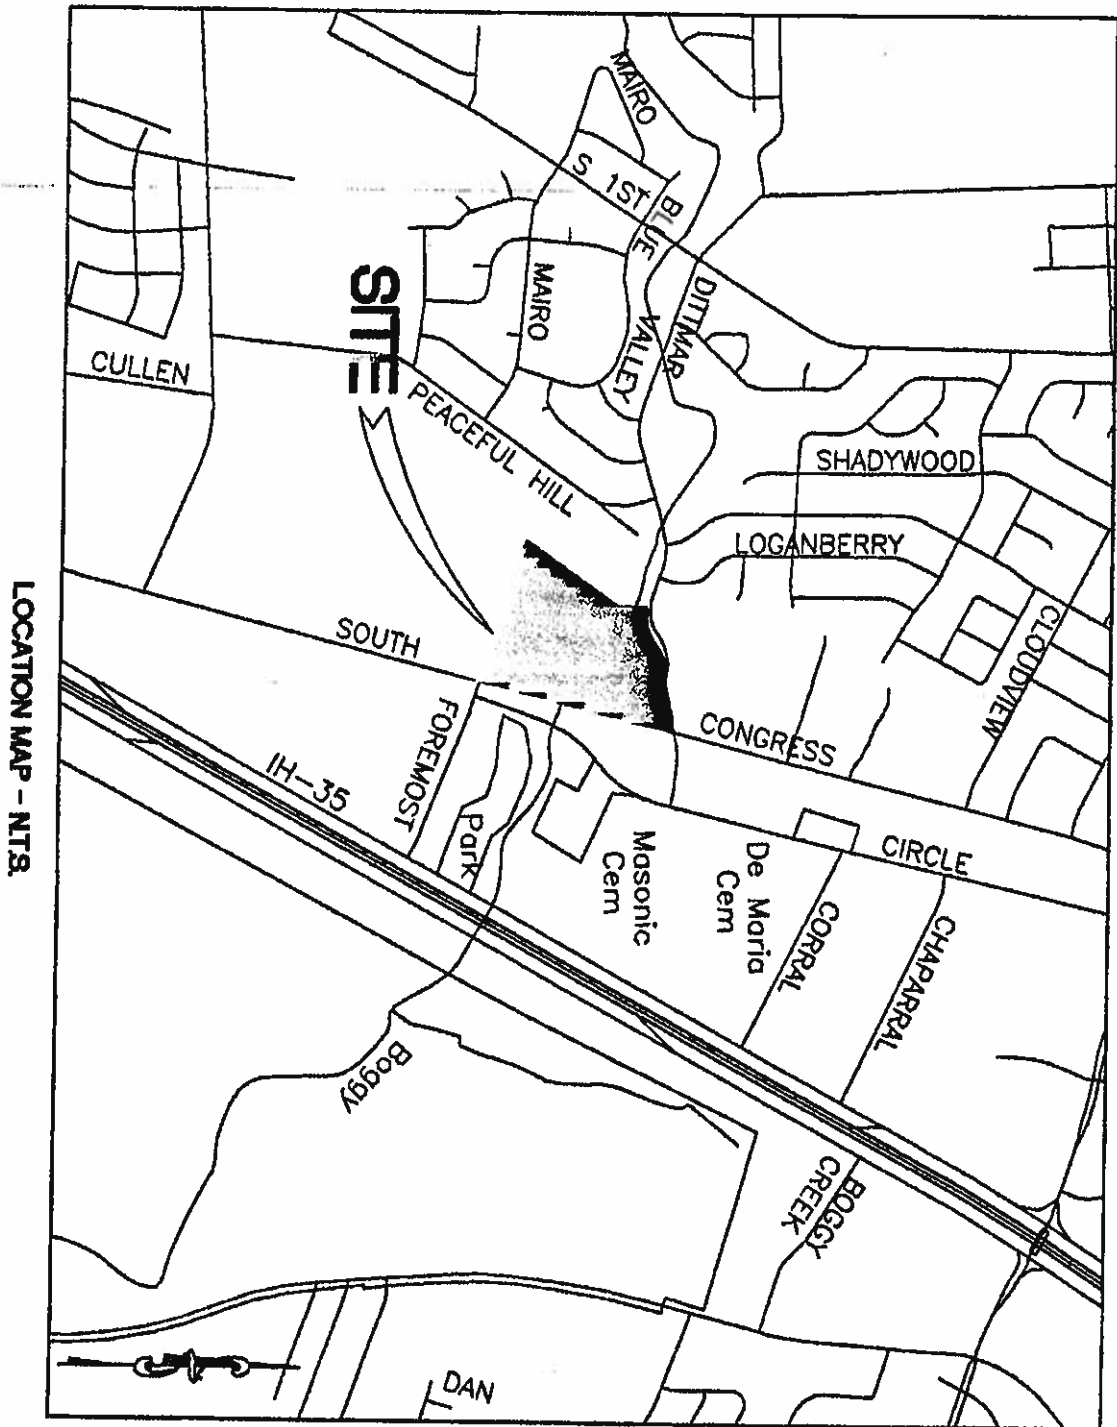 MAIRO
S 1ST
BLUE
VALLEY
DITTMAR
MAIRO
SITE
CULLEN
PEACEFUL HILL
SHADYWOOD
LOGANBERRY
CLOUDVIEW
SOUTH
CONGRESS
FOREMOST
IH-35
Park
Masonic
Cem
De Maria
Cem
CIRCLE
CORRAL
CHAPARRAL
Boggy
BOGGY
CREEK
DAN
LOCATION MAP - N.T.S.